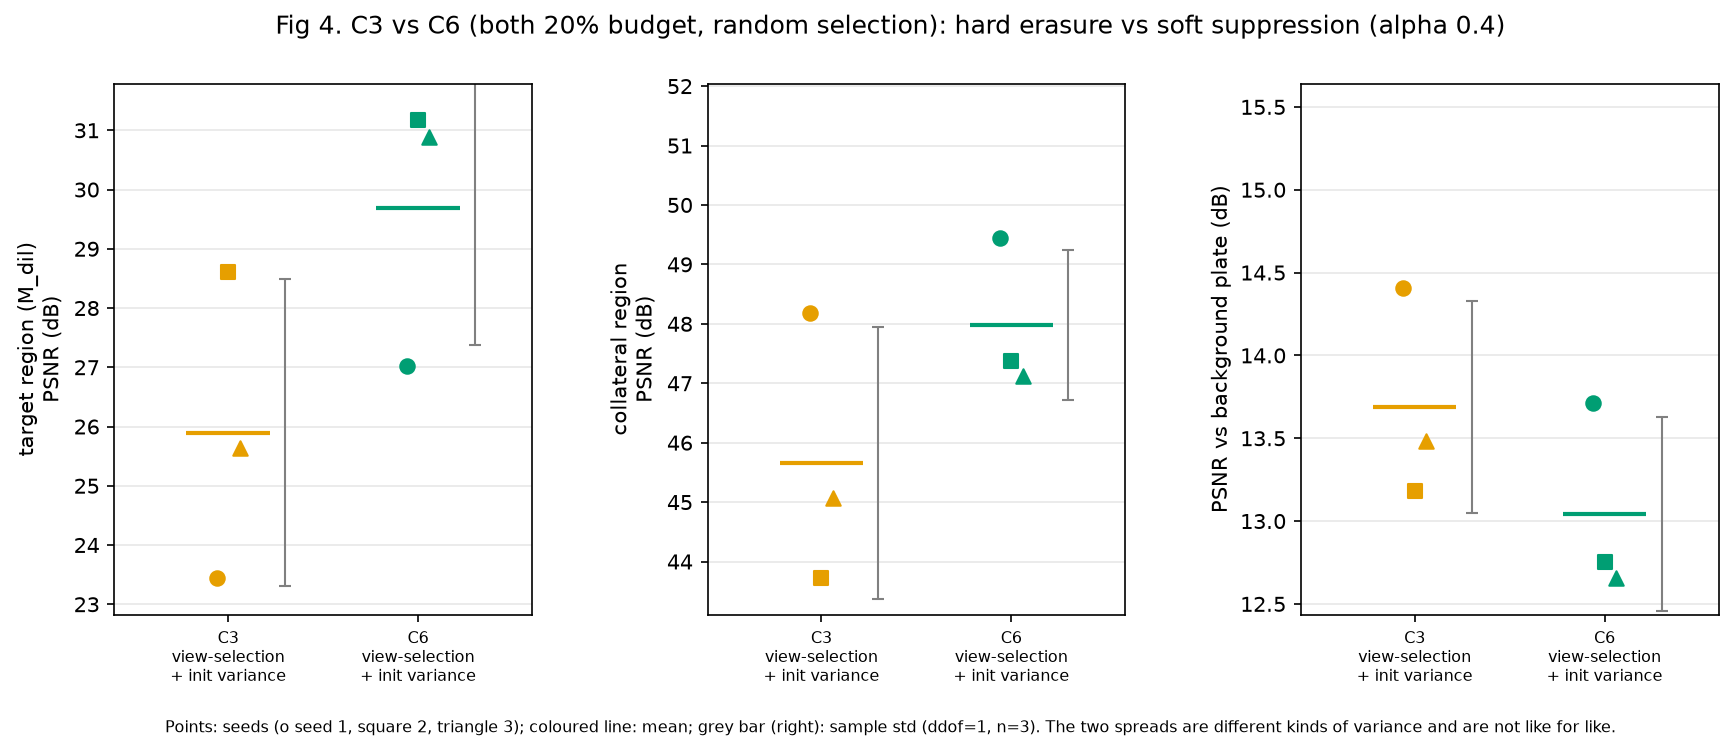 Fig 4. C3 vs C6 (both 20% budget, random selection): hard erasure vs soft suppression (alpha 0.4)
target region (M_dil)
PSNR (dB)
31
30
29
28
27
26
25
24
23
C3
view-selection
+ init variance
C6
view-selection
+ init variance
collateral region
PSNR (dB)
52
51
50
49
48
47
46
45
44
C3
view-selection
+ init variance
C6
view-selection
+ init variance
PSNR vs background plate (dB)
15.5
15.0
14.5
14.0
13.5
13.0
12.5
C3
view-selection
+ init variance
C6
view-selection
+ init variance
Points: seeds (o seed 1, square 2, triangle 3); coloured line: mean; grey bar (right): sample std (ddof=1, n=3). The two spreads are different kinds of variance and are not like for like.